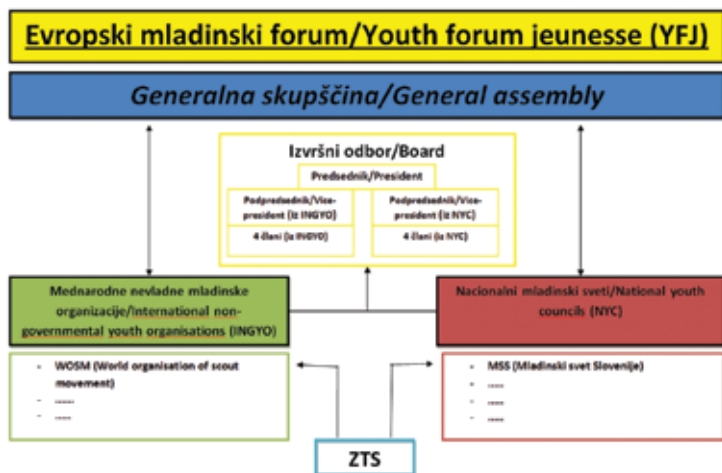 Evropski mladinski forum/Youth forum jeunesse (YFJ)
Generalna skupščina/General assembly
Izvršni odbor/Board
Predsednik/President
Podpredsednik/Vice-
president (iz INGYO)
4 člani (iz INGYO)
Podpredsednik/Vice-
president (iz NYC)
4 člani (iz NYC)
Mednarodne nevladne mladinske
organizacije/International non-
governmental youth organisations (INGYO)
Nacionalni mladinski sveti/National youth
councils (NYC)
- WOSM (World organisation of scout
movement)
- .....
- .....
- MSS (Mladinski svet Slovenije)
- .....
- .....
- .....
ZTS